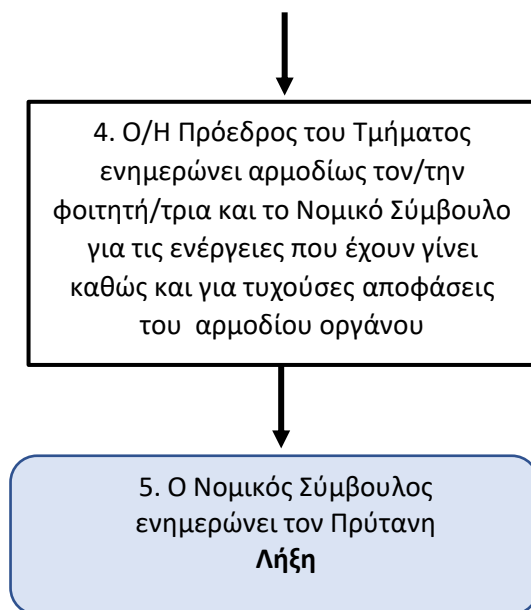 4. Ο/Η Πρόεδρος του Τμήματος
ενημερώνει αρμοδίως τον/την
φοιτητή/τρια και το Νομικό Σύμβουλο
για τις ενέργειες που έχουν γίνει
καθώς και για τυχούσες αποφάσεις
του αρμοδίου οργάνου
5. Ο Νομικός Σύμβουλος
ενημερώνει τον Πρύτανη
Λήξη